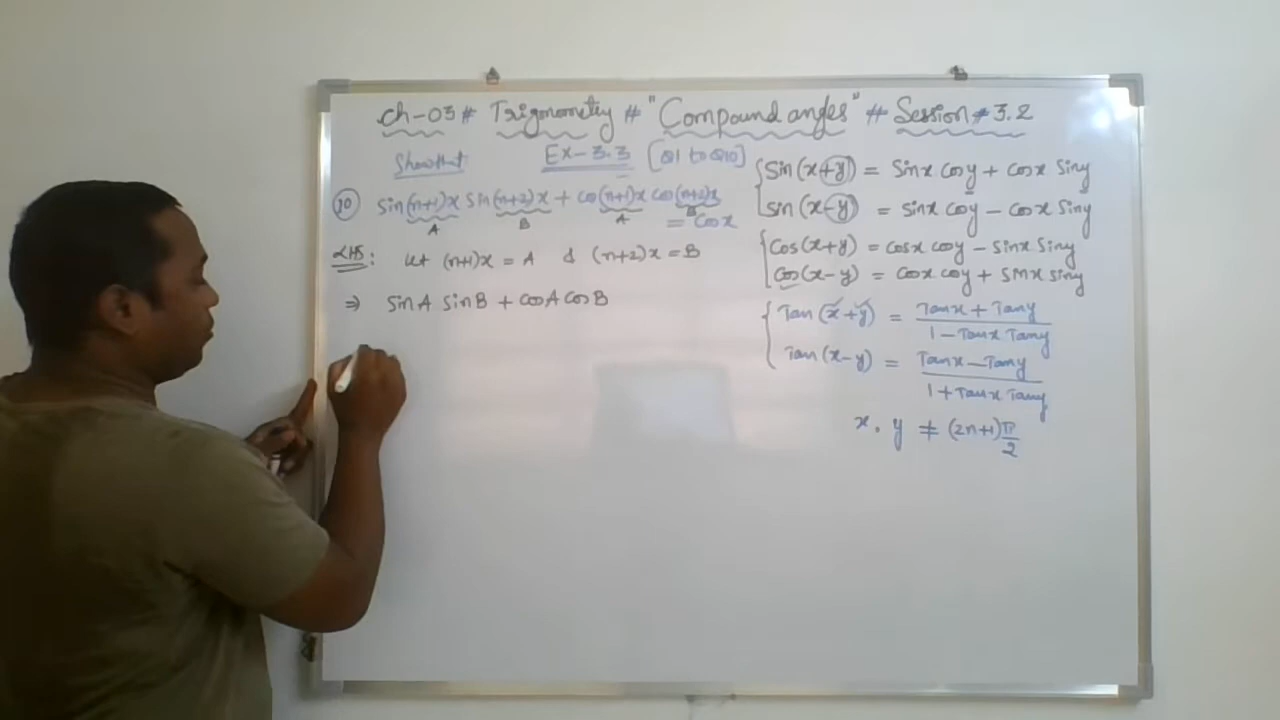 Ch-03 # Trigonometry # "Compound angles" # Session # 3.2
Show that Ex-3.3 [Q1 to Q10]
10) sin(n+1)x sin(n+2)x + cos(n+1)x cos(n+2)x
A B A B
= cosx
LHS: let (n+1)x = A & (n+2)x = B
⇒ sinA sinB + cosA cosB
Sin(x+y) = Sinx cosy + cosx Siny
sin(x-y) = sinx cosy - cosx Siny
Cos(x+y) = cosx cosy - sinx Siny
Cos(x-y) = cosx cosy + sinx siny
Tan(x+y) = Tanx + Tany / 1 - Tanx Tany
Tan(x-y) = Tanx - Tany / 1 + Tanx Tany
x, y ≠ (2n+1) π/2